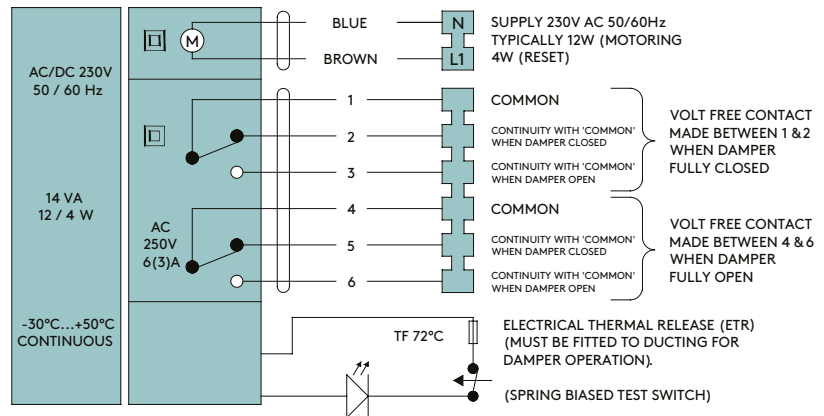 AC/DC 230V
50 / 60 Hz
14 VA
12 / 4 W
-30°C...+50°C
CONTINUOUS
M
AC
250V
6(3)A
BLUE
BROWN
N
L1
SUPPLY 230V AC 50/60Hz
TYPICALLY 12W (MOTORING
4W (RESET)
1
COMMON
2
CONTINUITY WITH 'COMMON'
WHEN DAMPER CLOSED
3
CONTINUITY WITH 'COMMON'
WHEN DAMPER OPEN
VOLT FREE CONTACT
MADE BETWEEN 1 &2
WHEN DAMPER
FULLY CLOSED
4
COMMON
5
CONTINUITY WITH 'COMMON'
WHEN DAMPER CLOSED
6
CONTINUITY WITH 'COMMON'
WHEN DAMPER OPEN
VOLT FREE CONTACT
MADE BETWEEN 4 & 6
WHEN DAMPER
FULLY OPEN
TF 72°C
ELECTRICAL THERMAL RELEASE (ETR)
(MUST BE FITTED TO DUCTING FOR
DAMPER OPERATION).
(SPRING BIASED TEST SWITCH)